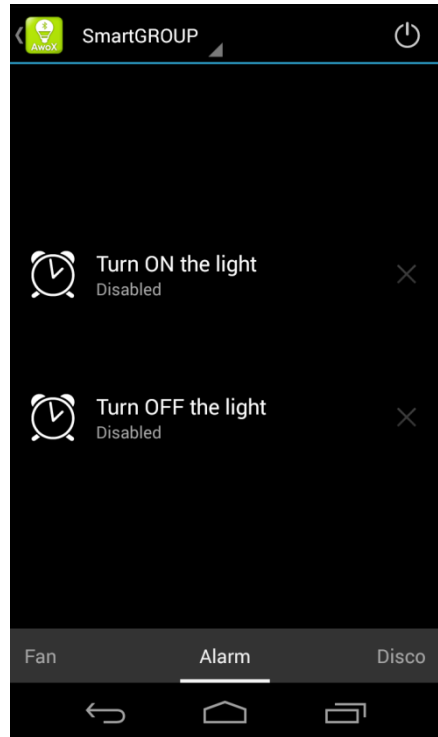 AwoX
SmartGROUP
Turn ON the light
Disabled
Turn OFF the light
Disabled
Fan
Alarm
Disco